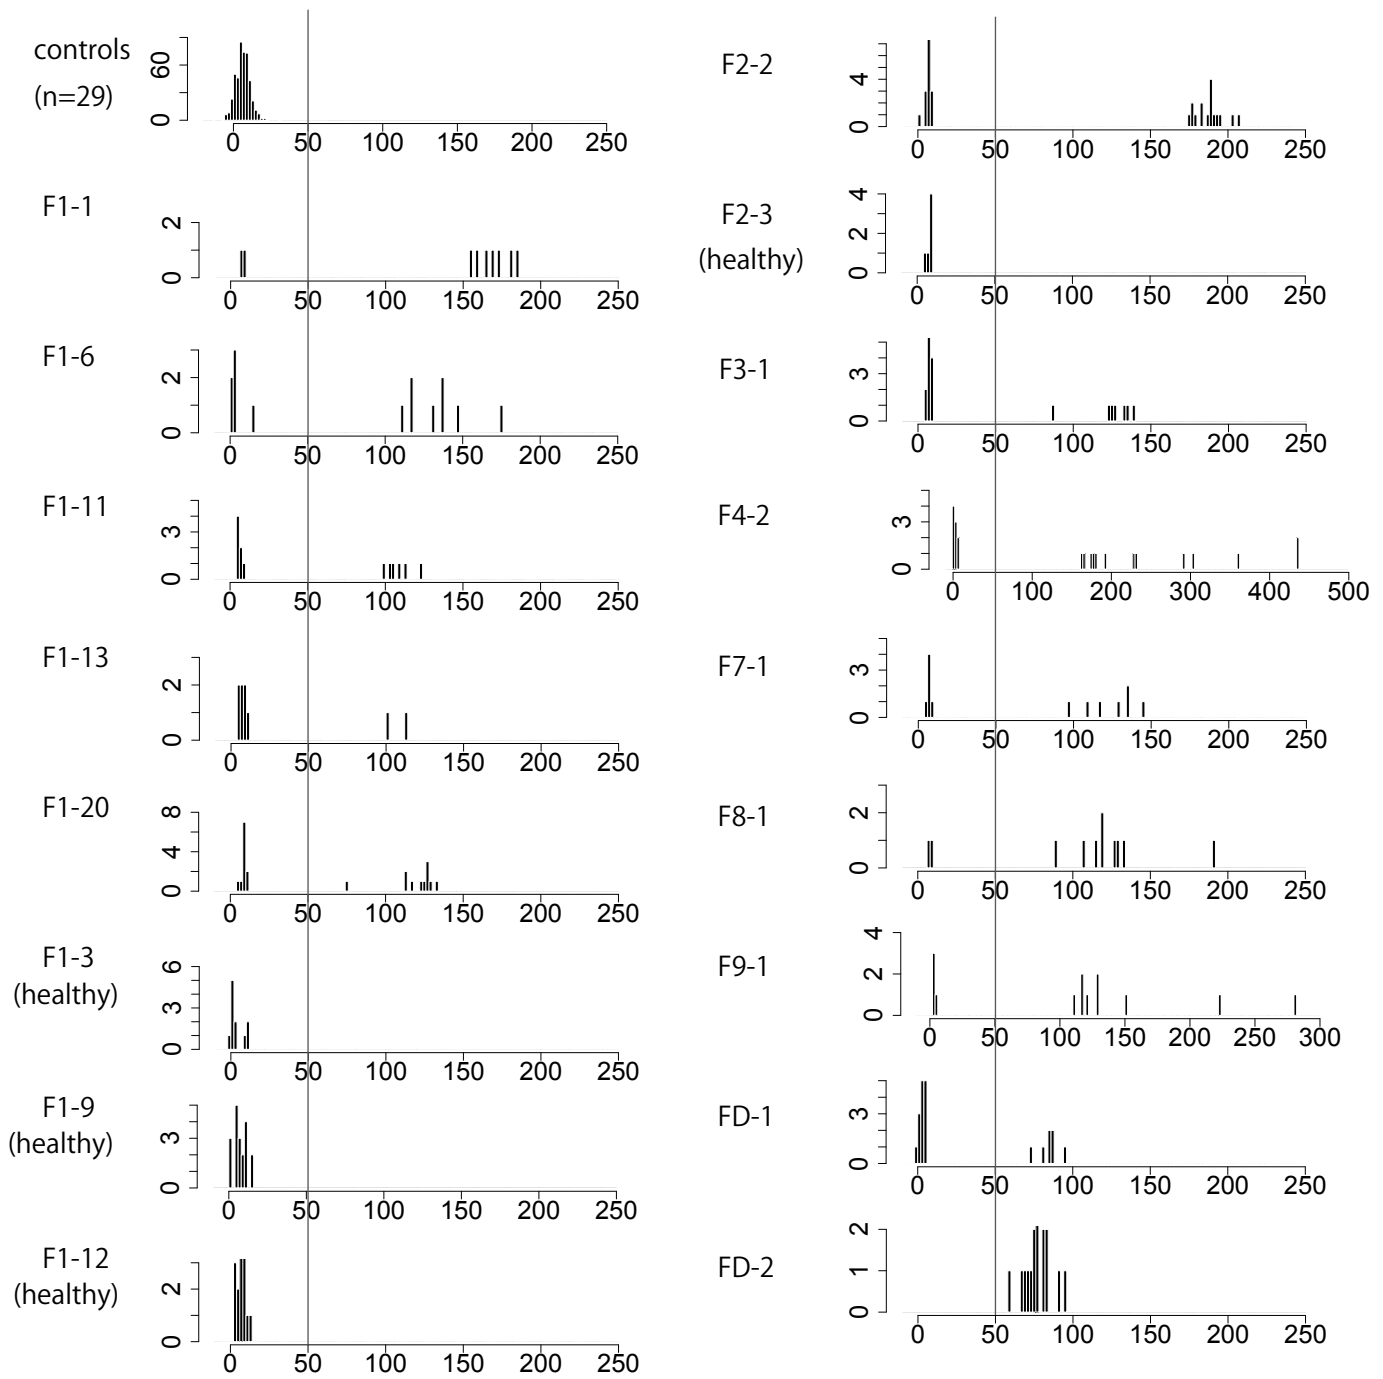 controls
(n=29)
0 60
0 50 100 150 200 250
F1-1
0 2
0 50 100 150 200 250
F1-6
0 2
0 50 100 150 200 250
F1-11
0 3
0 50 100 150 200 250
F1-13
0 2
0 50 100 150 200 250
F1-20
0 4 8
0 50 100 150 200 250
F1-3
(healthy)
0 3 6
0 50 100 150 200 250
F1-9
(healthy)
0 3
0 50 100 150 200 250
F1-12
(healthy)
0 2
0 50 100 150 200 250
F2-2
0 4
0 50 100 150 200 250
F2-3
(healthy)
0 2 4
0 50 100 150 200 250
F3-1
0 3
0 50 100 150 200 250
F4-2
0 3
0 100 200 300 400 500
F7-1
0 3
0 50 100 150 200 250
F8-1
0 2
0 50 100 150 200 250
F9-1
0 2 4
0 50 100 150 200 250 300
FD-1
0 3
0 50 100 150 200 250
FD-2
0 1 2
0 50 100 150 200 250